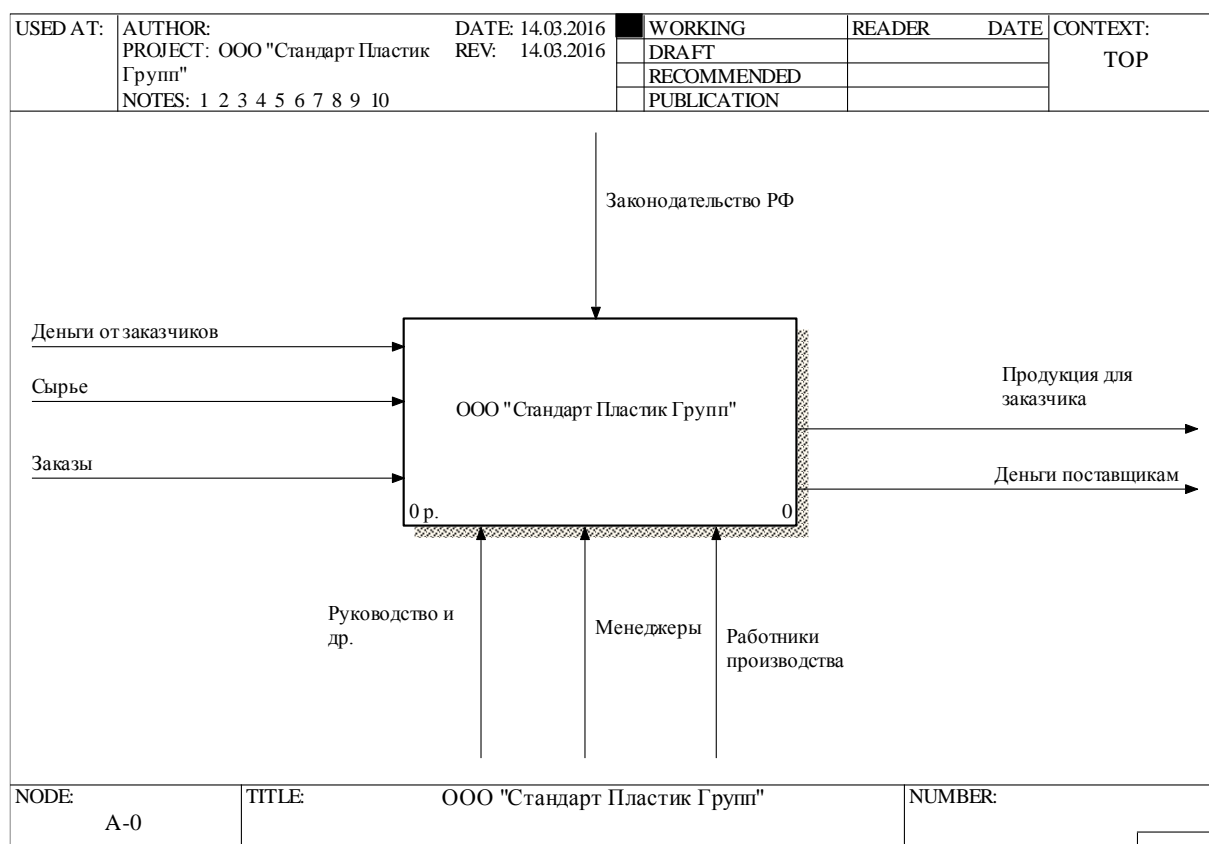 USED AT:
AUTHOR:
DATE: 14.03.2016
PROJECT: ООО "Стандарт Пластик
Групп"
REV: 14.03.2016
NOTES: 1 2 3 4 5 6 7 8 9 10
WORKING
DRAFT
RECOMMENDED
PUBLICATION
READER DATE
CONTEXT:
TOP
Законодательство РФ
Деньги от заказчиков
Сырье
Заказы
ООО "Стандарт Пластик Групп"
0 р.
0
Продукция для
заказчика
Деньги поставщикам
Руководство и
др.
Менеджеры
Работники
производства
NODE:
A-0
TITLE:
ООО "Стандарт Пластик Групп"
NUMBER: